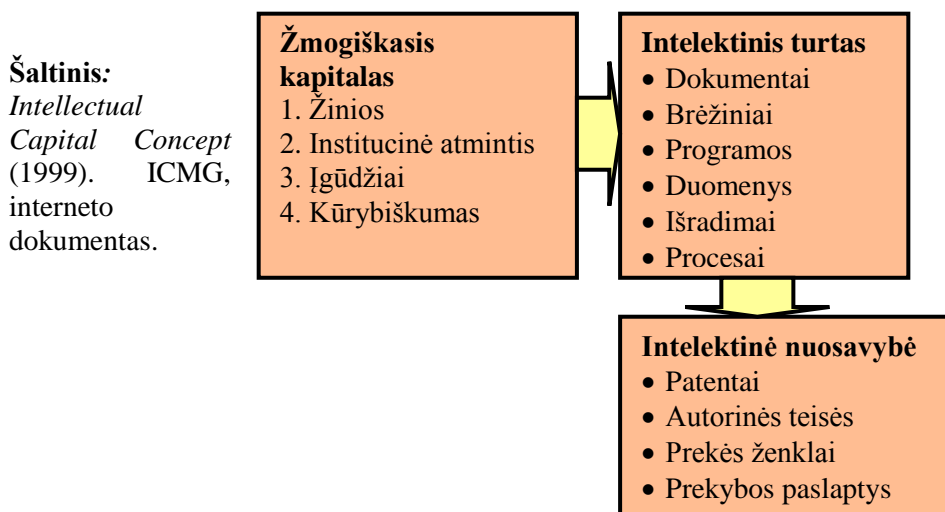 Šaltinis:
Intellectual
Capital Concept
(1999). ICMG,
interneto
dokumentas.
Žmogiškasis
kapitalas
1. Žinios
2. Institucinė atmintis
3. Įgūdžiai
4. Kūrybiškumas
Intelektinis turtas
• Dokumentai
• Brėžiniai
• Programos
• Duomenys
• Išradimai
• Procesai
Intelektinė nuosavybė
• Patentai
• Autorinės teisės
• Prekės ženklai
• Prekybos paslaptys